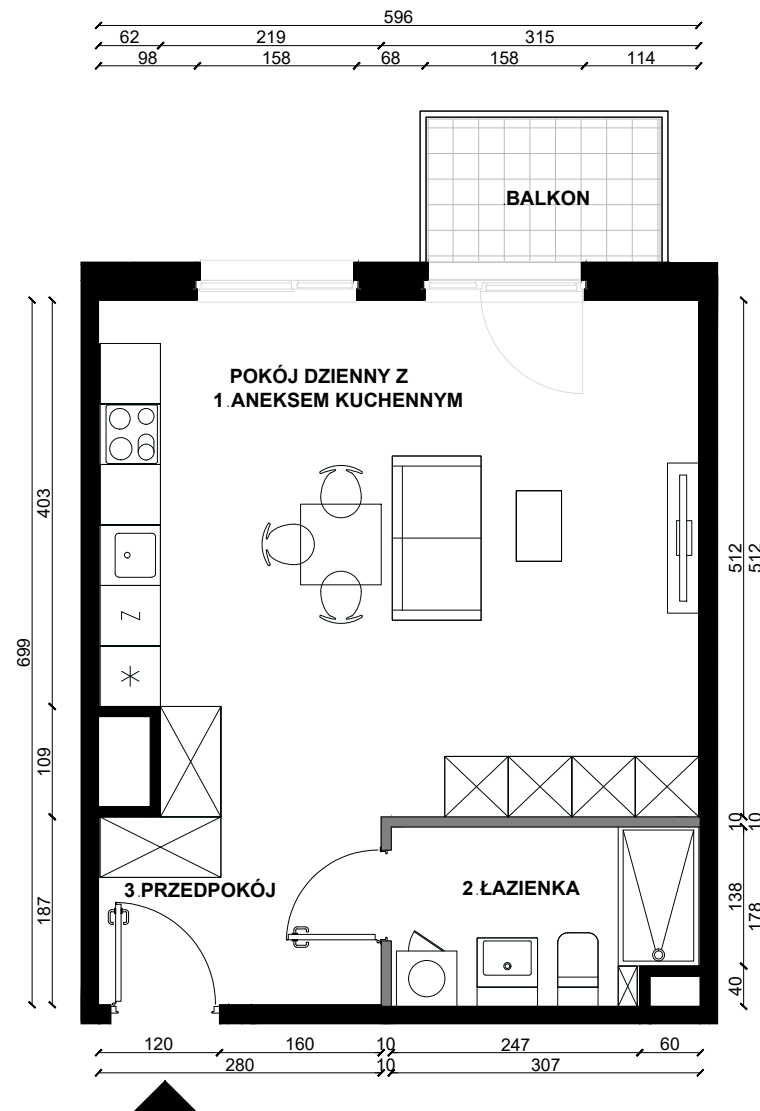 596
62 219 315
98 158 68 158 114
BALKON
POKÓJ DZIENNY Z
1.ANEKSEM KUCHENNYM
403
512 512
Z
699
109
10 10
3.PRZEDPOKÓJ 2.ŁAZIENKA
187
138
178
40
120 160 10 247 60
280 10 307